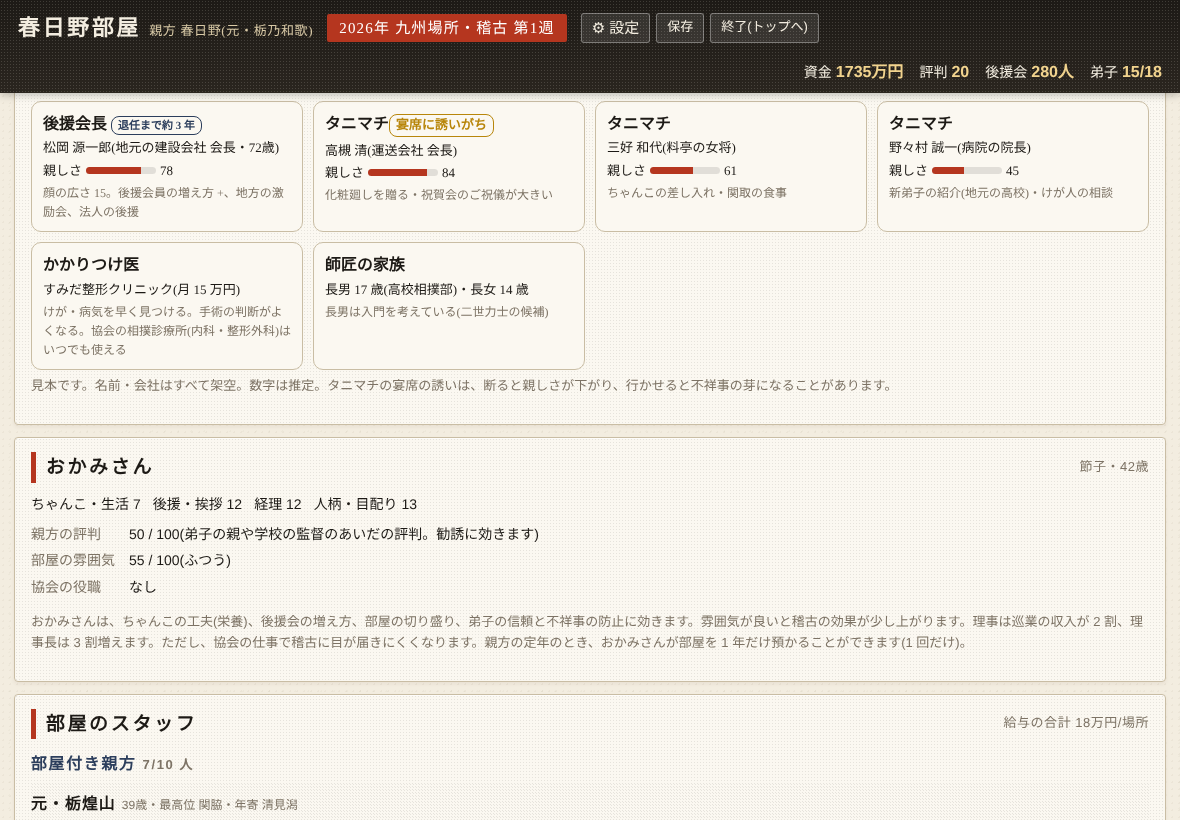 春日野部屋 親方 春日野(元・栃乃和歌) 2026年 九州場所・稽古 第1週 ⚙ 設定 保存 終了(トップへ)
資金 1735万円 評判 20 後援会 280人 弟子 15/18
後援会長 退任まで約 3 年
松岡 源一郎(地元の建設会社 会長・72歳)
親しさ 78
顔の広さ 15。後援会員の増え方 +、地方の激
励会、法人の後援
タニマチ 宴席に誘いがち
高槻 清(運送会社 会長)
親しさ 84
化粧廻しを贈る・祝賀会のご祝儀が大きい
タニマチ
三好 和代(料亭の女将)
親しさ 61
ちゃんこの差し入れ・関取の食事
タニマチ
野々村 誠一(病院の院長)
親しさ 45
新弟子の紹介(地元の高校)・けが人の相談
かかりつけ医
すみだ整形クリニック(月 15 万円)
けが・病気を早く見つける。手術の判断がよ
くなる。協会の相撲診療所(内科・整形外科)は
いつでも使える
師匠の家族
長男 17 歳(高校相撲部)・長女 14 歳
長男は入門を考えている(二世力士の候補)
見本です。名前・会社はすべて架空。数字は推定。タニマチの宴席の誘いは、断ると親しさが下がり、行かせると不祥事の芽になることがあります。
おかみさん 節子・42歳
ちゃんこ・生活 7 後援・挨拶 12 経理 12 人柄・目配り 13
親方の評判 50 / 100(弟子の親や学校の監督のあいだの評判。勧誘に効きます)
部屋の雰囲気 55 / 100(ふつう)
協会の役職 なし
おかみさんは、ちゃんこの工夫(栄養)、後援会の増え方、部屋の切り盛り、弟子の信頼と不祥事の防止に効きます。雰囲気が良いと稽古の効果が少し上がります。理事は巡業の収入が 2 割、理
事長は 3 割増えます。ただし、協会の仕事で稽古に目が届きにくくなります。親方の定年のとき、おかみさんが部屋を 1 年だけ預かることができます(1 回だけ)。
部屋のスタッフ 給与の合計 18万円/場所
部屋付き親方 7/10 人
元・栃煌山 39歳・最高位 関脇・年寄 清見潟